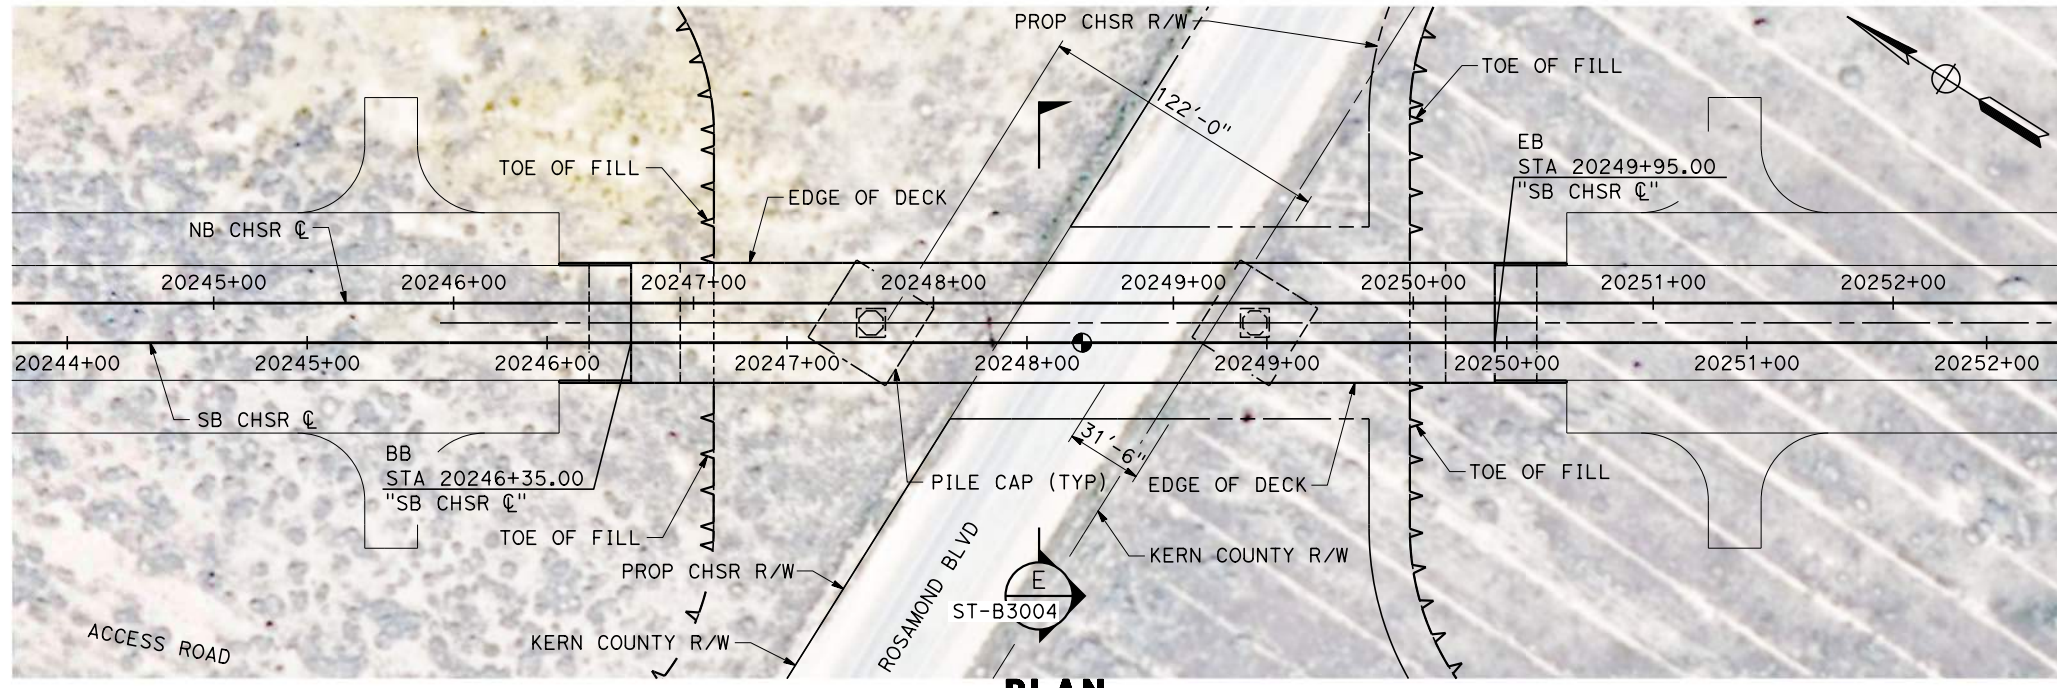 PROP CHSR R/W
TOE OF FILL
122'-0"
EB
STA 20249+95.00
"SB CHSR ℄"
TOE OF FILL
EDGE OF DECK
NB CHSR ℄
20245+00 20246+00 20247+00 20248+00 20249+00 20250+00 20251+00 20252+00
20244+00 20245+00 20246+00 20247+00 20248+00 20249+00 20250+00 20251+00 20252+00
SB CHSR ℄
BB
STA 20246+35.00
"SB CHSR ℄"
31'-6"
PILE CAP (TYP)
EDGE OF DECK
TOE OF FILL
TOE OF FILL
PROP CHSR R/W
KERN COUNTY R/W
ROSAMOND BLVD
E
ST-B3004
KERN COUNTY R/W
ACCESS ROAD
PLAN